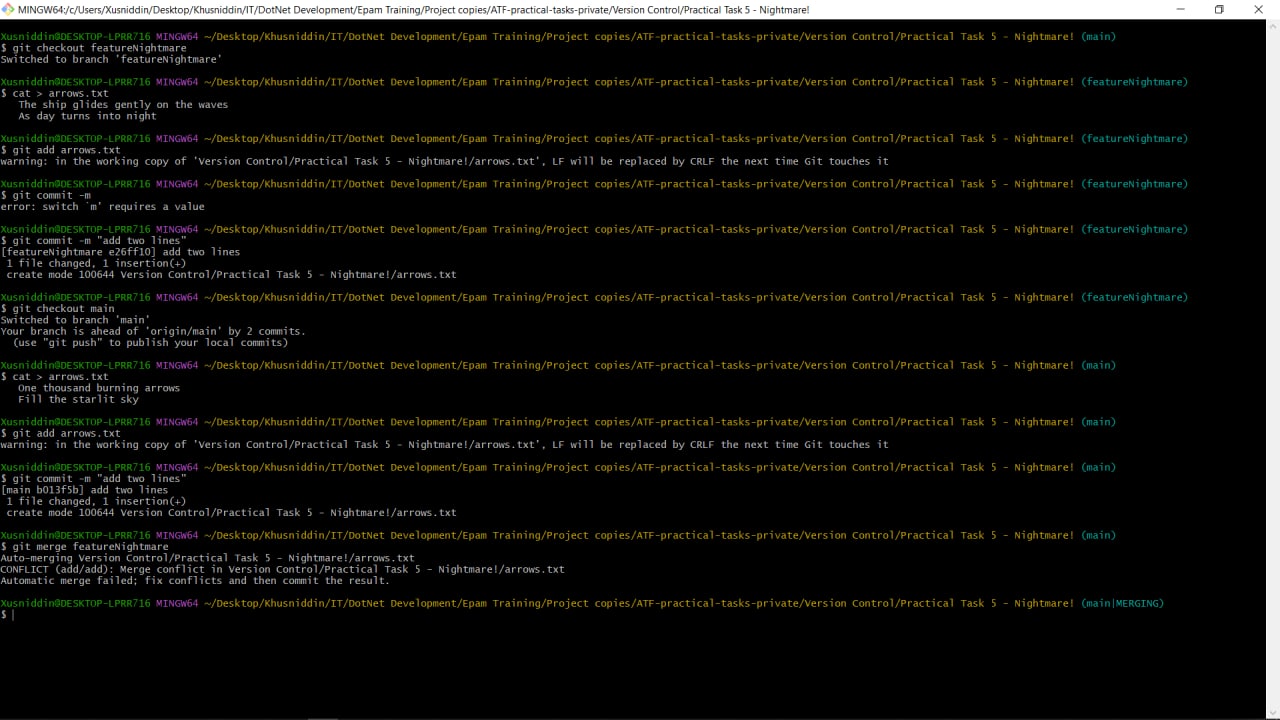 MINGW64:/c/Users/Xusniddin/Desktop/Khusniddin/IT/DotNet Development/Epam Training/Project copies/ATF-practical-tasks-private/Version Control/Practical Task 5 - Nightmare!
Xusniddin@DESKTOP-LPRR716 MINGW64 ~/Desktop/Khusniddin/IT/DotNet Development/Epam Training/Project copies/ATF-practical-tasks-private/Version Control/Practical Task 5 - Nightmare! (main)
$ git checkout featureNightmare
Switched to branch 'featureNightmare'
Xusniddin@DESKTOP-LPRR716 MINGW64 ~/Desktop/Khusniddin/IT/DotNet Development/Epam Training/Project copies/ATF-practical-tasks-private/Version Control/Practical Task 5 - Nightmare! (featureNightmare)
$ cat > arrows.txt
The ship glides gently on the waves
As day turns into night
Xusniddin@DESKTOP-LPRR716 MINGW64 ~/Desktop/Khusniddin/IT/DotNet Development/Epam Training/Project copies/ATF-practical-tasks-private/Version Control/Practical Task 5 - Nightmare! (featureNightmare)
$ git add arrows.txt
warning: in the working copy of 'Version Control/Practical Task 5 - Nightmare!/arrows.txt', LF will be replaced by CRLF the next time Git touches it
Xusniddin@DESKTOP-LPRR716 MINGW64 ~/Desktop/Khusniddin/IT/DotNet Development/Epam Training/Project copies/ATF-practical-tasks-private/Version Control/Practical Task 5 - Nightmare! (featureNightmare)
$ git commit -m
error: switch `m' requires a value
Xusniddin@DESKTOP-LPRR716 MINGW64 ~/Desktop/Khusniddin/IT/DotNet Development/Epam Training/Project copies/ATF-practical-tasks-private/Version Control/Practical Task 5 - Nightmare! (featureNightmare)
$ git commit -m "add two lines"
[featureNightmare e26ff10] add two lines
1 file changed, 1 insertion(+)
create mode 100644 Version Control/Practical Task 5 - Nightmare!/arrows.txt
Xusniddin@DESKTOP-LPRR716 MINGW64 ~/Desktop/Khusniddin/IT/DotNet Development/Epam Training/Project copies/ATF-practical-tasks-private/Version Control/Practical Task 5 - Nightmare! (featureNightmare)
$ git checkout main
Switched to branch 'main'
Your branch is ahead of 'origin/main' by 2 commits.
(use "git push" to publish your local commits)
Xusniddin@DESKTOP-LPRR716 MINGW64 ~/Desktop/Khusniddin/IT/DotNet Development/Epam Training/Project copies/ATF-practical-tasks-private/Version Control/Practical Task 5 - Nightmare! (main)
$ cat > arrows.txt
One thousand burning arrows
Fill the starlit sky
Xusniddin@DESKTOP-LPRR716 MINGW64 ~/Desktop/Khusniddin/IT/DotNet Development/Epam Training/Project copies/ATF-practical-tasks-private/Version Control/Practical Task 5 - Nightmare! (main)
$ git add arrows.txt
warning: in the working copy of 'Version Control/Practical Task 5 - Nightmare!/arrows.txt', LF will be replaced by CRLF the next time Git touches it
Xusniddin@DESKTOP-LPRR716 MINGW64 ~/Desktop/Khusniddin/IT/DotNet Development/Epam Training/Project copies/ATF-practical-tasks-private/Version Control/Practical Task 5 - Nightmare! (main)
$ git commit -m "add two lines"
[main b013f5b] add two lines
1 file changed, 1 insertion(+)
create mode 100644 Version Control/Practical Task 5 - Nightmare!/arrows.txt
Xusniddin@DESKTOP-LPRR716 MINGW64 ~/Desktop/Khusniddin/IT/DotNet Development/Epam Training/Project copies/ATF-practical-tasks-private/Version Control/Practical Task 5 - Nightmare! (main)
$ git merge featureNightmare
Auto-merging Version Control/Practical Task 5 - Nightmare!/arrows.txt
CONFLICT (add/add): Merge conflict in Version Control/Practical Task 5 - Nightmare!/arrows.txt
Automatic merge failed; fix conflicts and then commit the result.
Xusniddin@DESKTOP-LPRR716 MINGW64 ~/Desktop/Khusniddin/IT/DotNet Development/Epam Training/Project copies/ATF-practical-tasks-private/Version Control/Practical Task 5 - Nightmare! (main|MERGING)
$